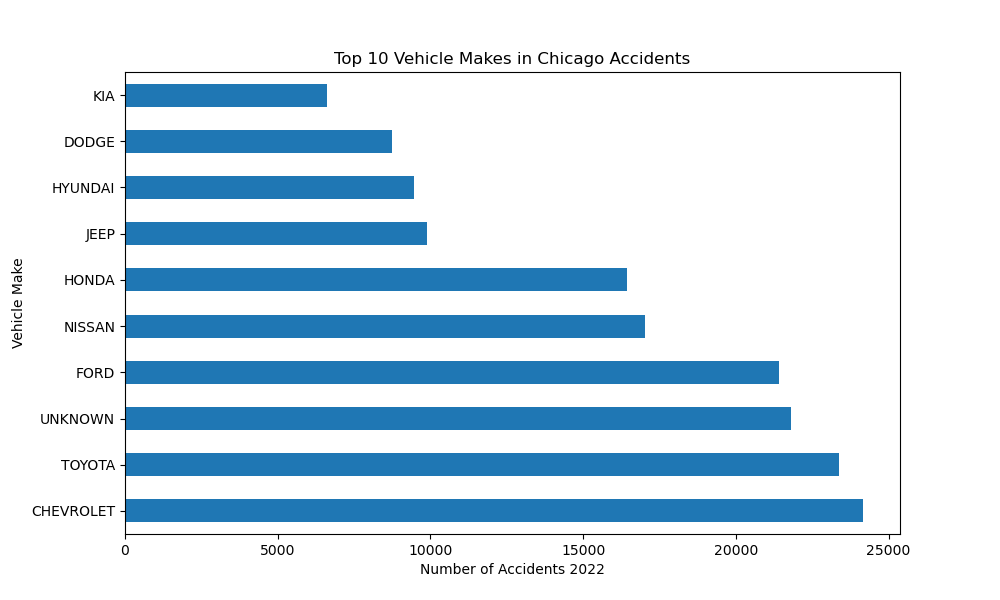 Top 10 Vehicle Makes in Chicago Accidents
KIA
DODGE
HYUNDAI
JEEP
HONDA
NISSAN
FORD
UNKNOWN
TOYOTA
CHEVROLET
Vehicle Make
0 5000 10000 15000 20000 25000
Number of Accidents 2022